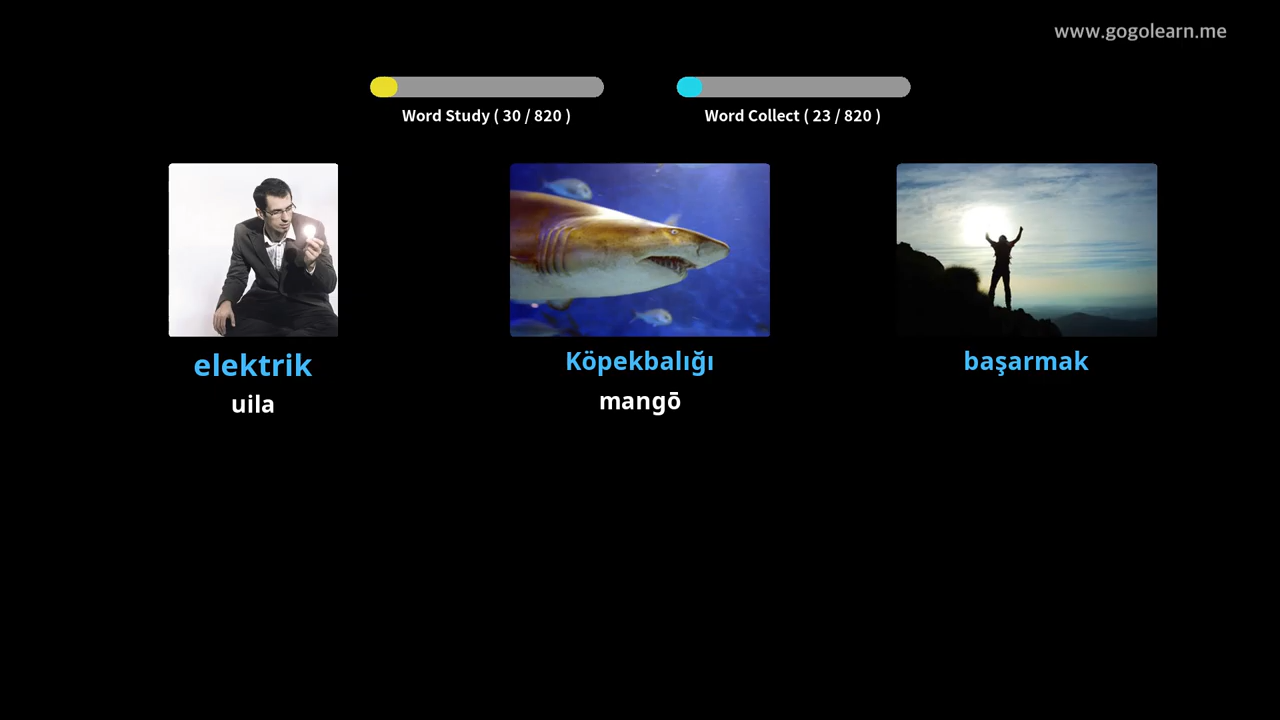 www.gogolearn.me
Word Study ( 30 / 820 )
Word Collect ( 23 / 820 )
elektrik
uila
Köpekbalığı
mangō
başarmak